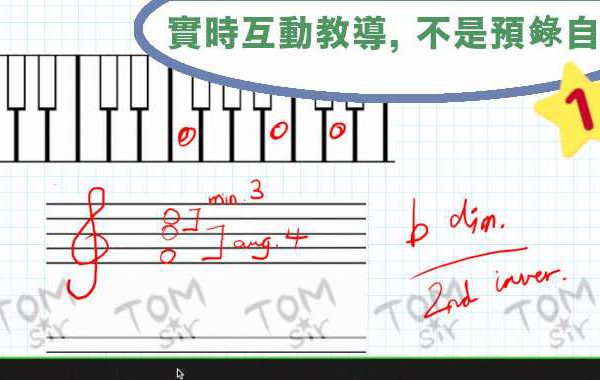 實時互動教導, 不是預錄自
1
min. 3
aug. 4
b dim.
2nd inver.
TOM TOM TOM TOM TOM
sir sir sir sir sir